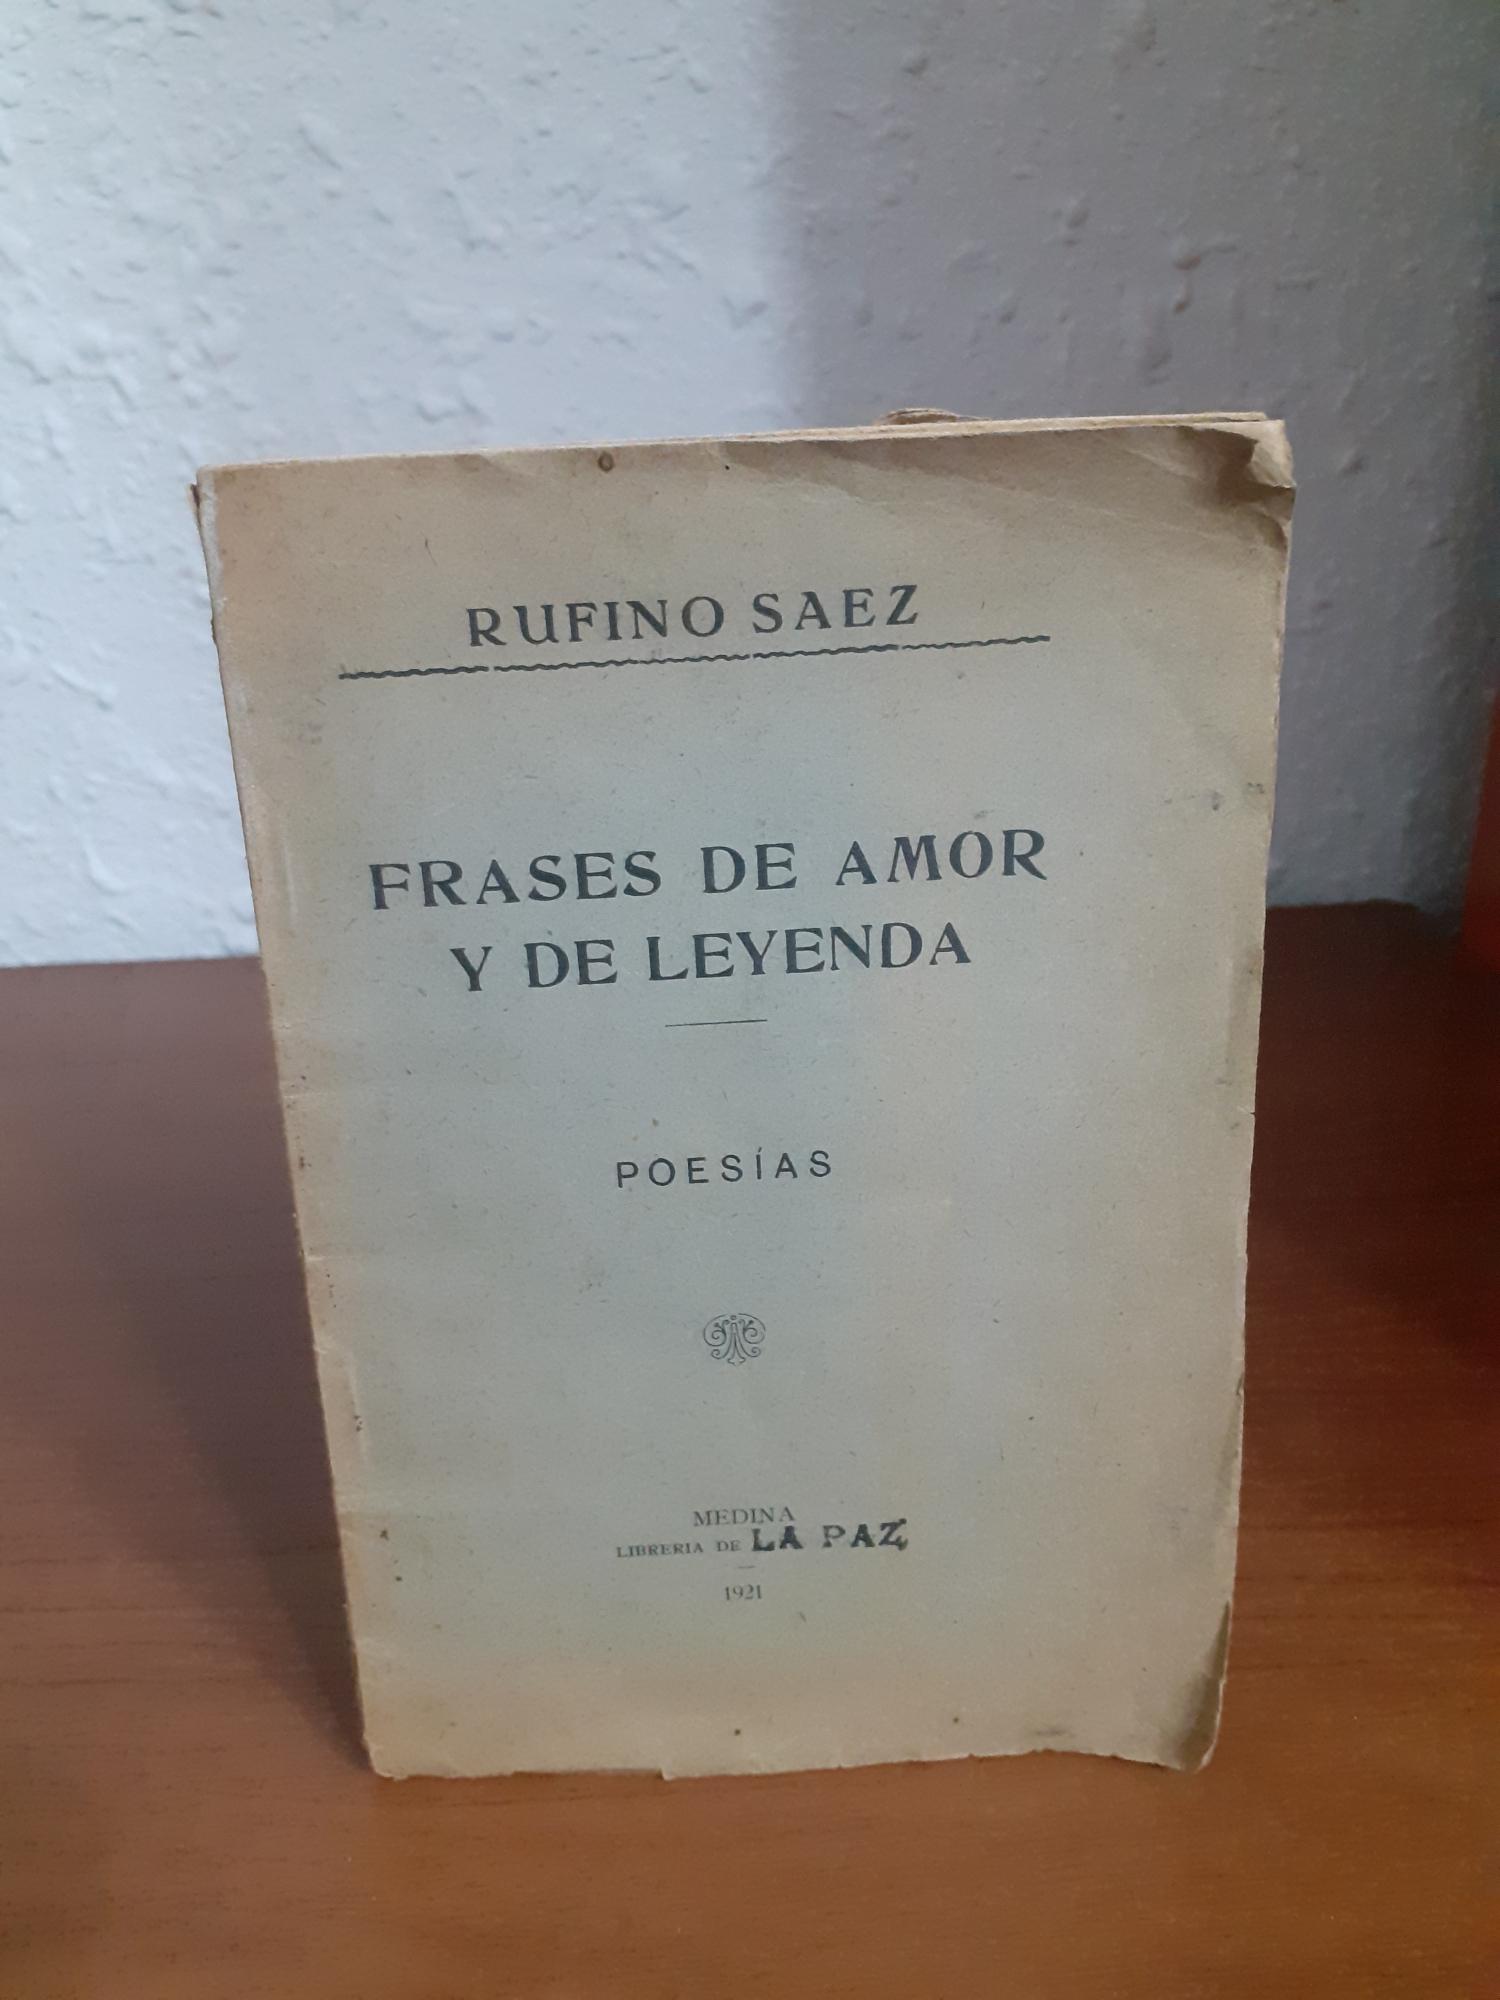 RUFINO SAEZ
FRASES DE AMOR
Y DE LEYENDA
POESÍAS
MEDINA
LIBRERIA DE LA PAZ
1921